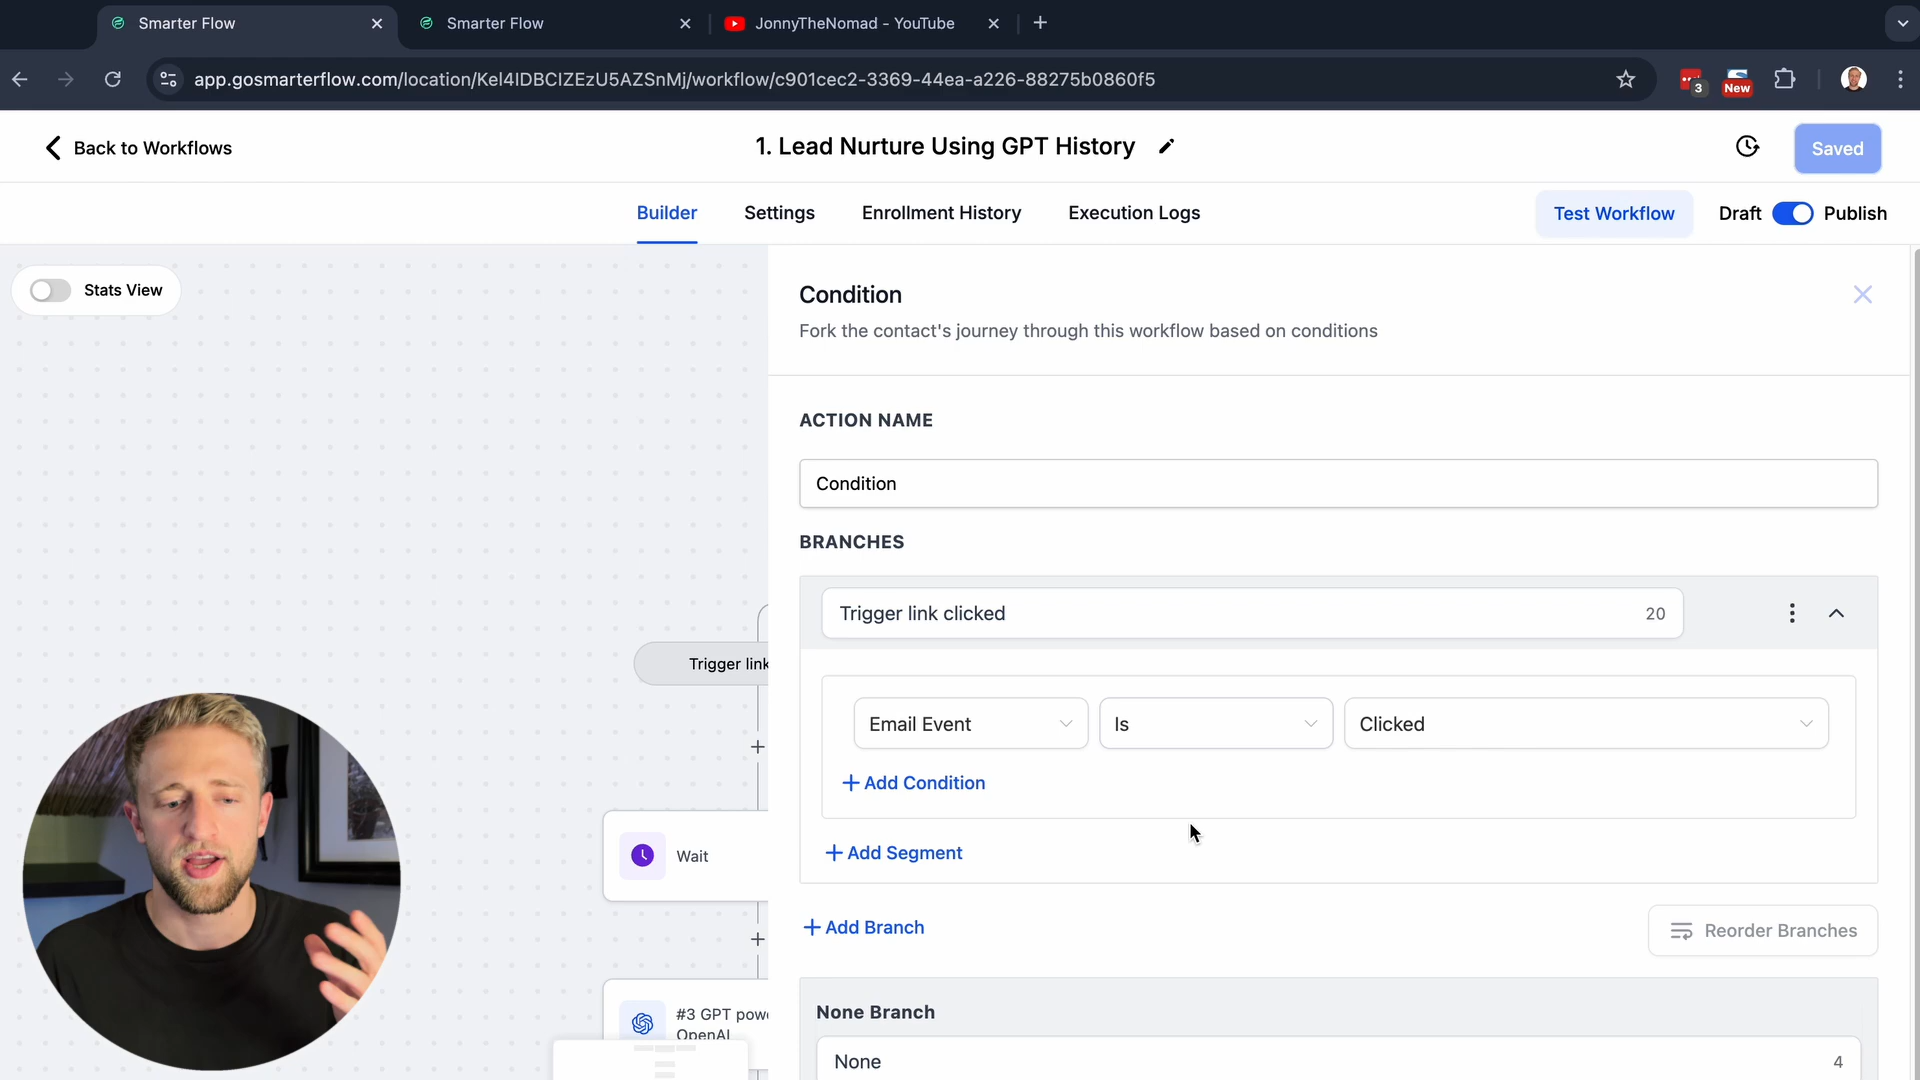 Smarter Flow
Smarter Flow
JonnyTheNomad - YouTube
app.gosmarterflow.com/location/Kel4IDBCIZEzU5AZSnMj/workflow/c901cec2-3369-44ea-a226-88275b0860f5
3
New
Back to Workflows
1. Lead Nurture Using GPT History
Saved
Builder
Settings
Enrollment History
Execution Logs
Test Workflow
Draft
Publish
Stats View
Condition
Fork the contact's journey through this workflow based on conditions
ACTION NAME
Condition
BRANCHES
Trigger link clicked
20
Trigger link
Email Event
Is
Clicked
+ Add Condition
Wait
+ Add Segment
+ Add Branch
Reorder Branches
#3 GPT pow
OpenAI
None Branch
None
4